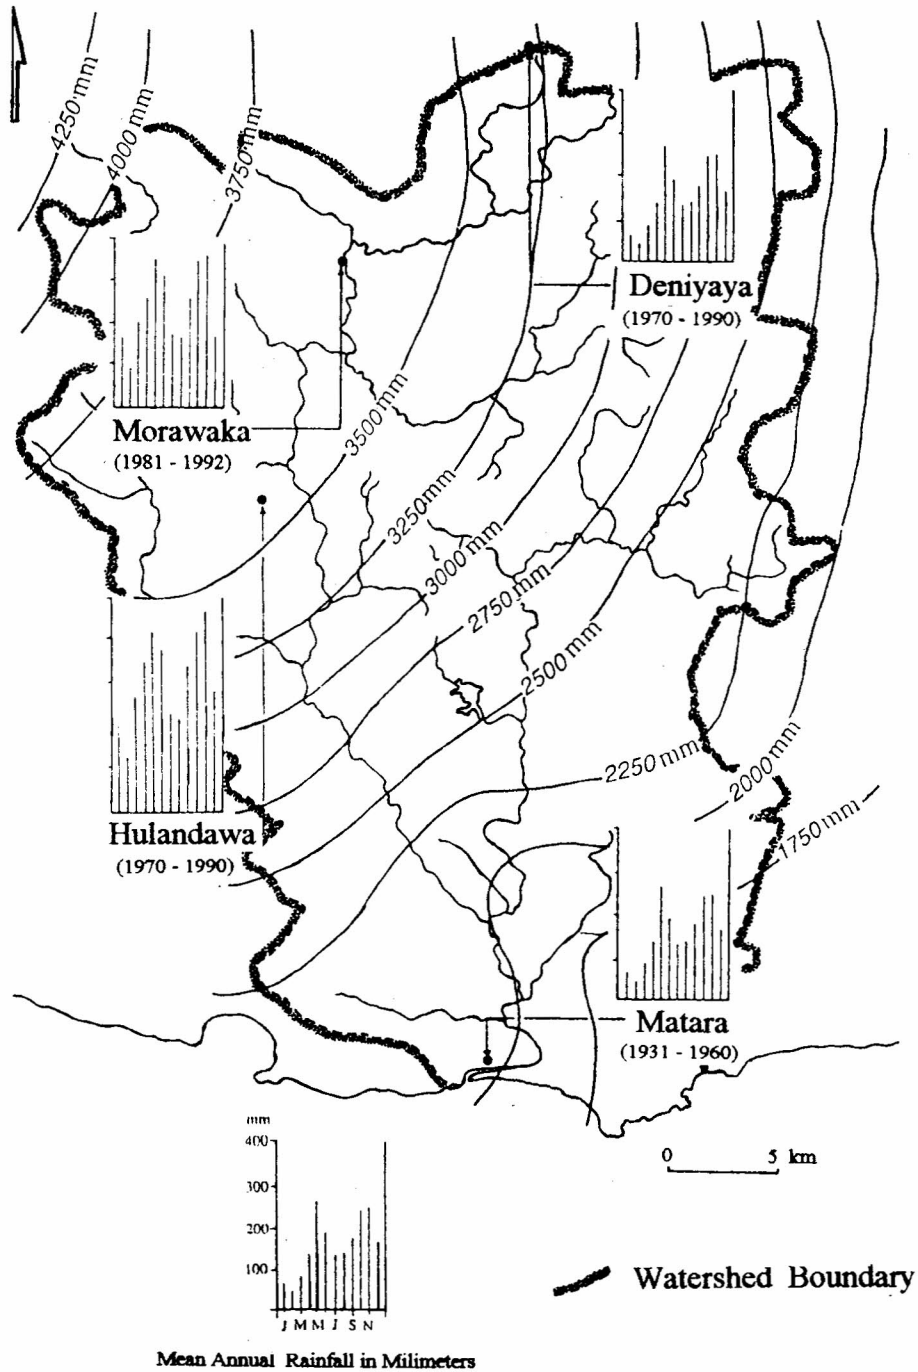 4250 mm
4000 mm
3750 mm
Deniyaya
(1970 - 1990)
Morawaka
(1981 - 1992)
3500 mm
3250 mm
3000 mm
2750 mm
2500 mm
2250 mm
2000 mm
1750 mm
Hulandawa
(1970 - 1990)
Matara
(1931 - 1960)
mm
400
300
200
100
J M M J S N
0 5 km
Watershed Boundary
Mean Annual Rainfall in Milimeters